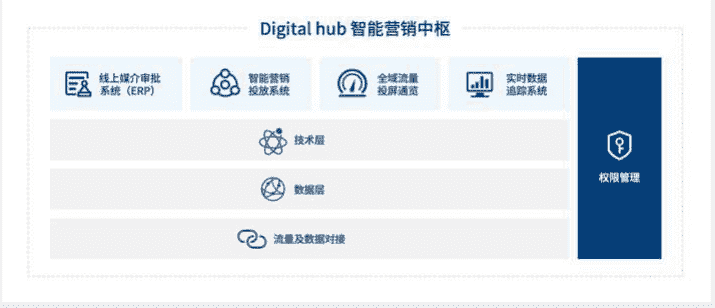 Digital hub 智能营销中枢
线上媒介审批
系统（ERP）
智能营销
投放系统
全域流量
投屏通览
实时数据
追踪系统
技术层
数据层
流量及数据对接
权限管理